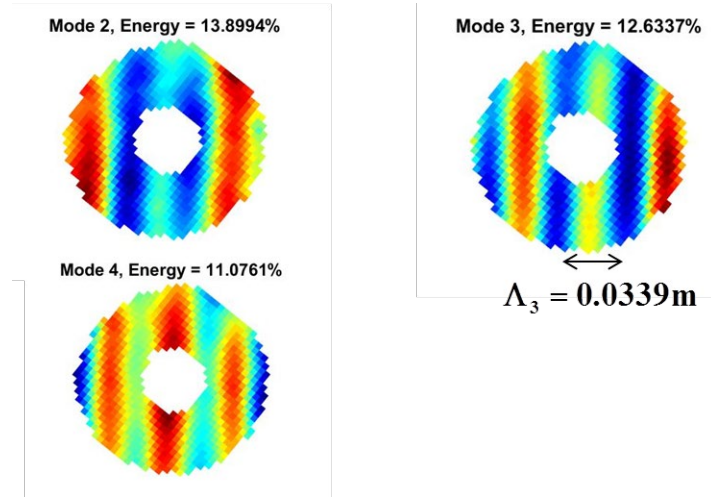 Mode 2, Energy = 13.8994%
Mode 3, Energy = 12.6337%
Mode 4, Energy = 11.0761%
Λ₃ = 0.0339m